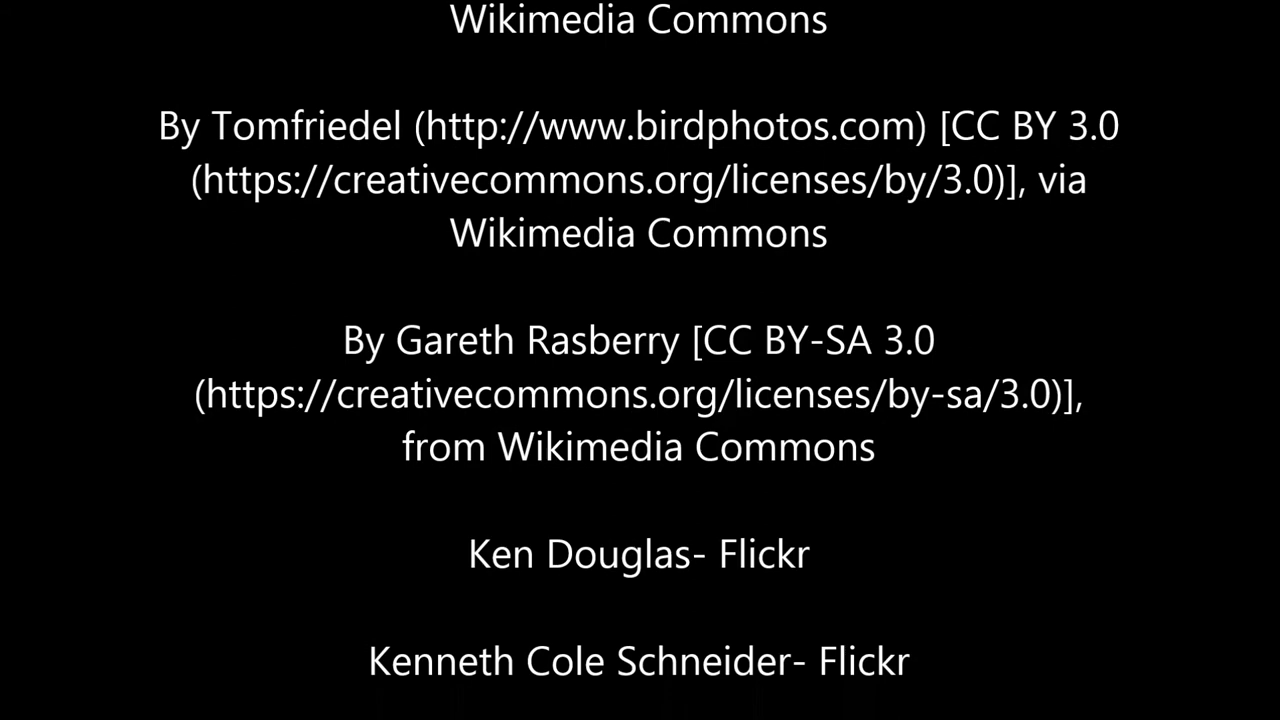 Wikimedia Commons
By Tomfriedel (http://www.birdphotos.com) [CC BY 3.0
(https://creativecommons.org/licenses/by/3.0)], via
Wikimedia Commons
By Gareth Rasberry [CC BY-SA 3.0
(https://creativecommons.org/licenses/by-sa/3.0)],
from Wikimedia Commons
Ken Douglas- Flickr
Kenneth Cole Schneider- Flickr